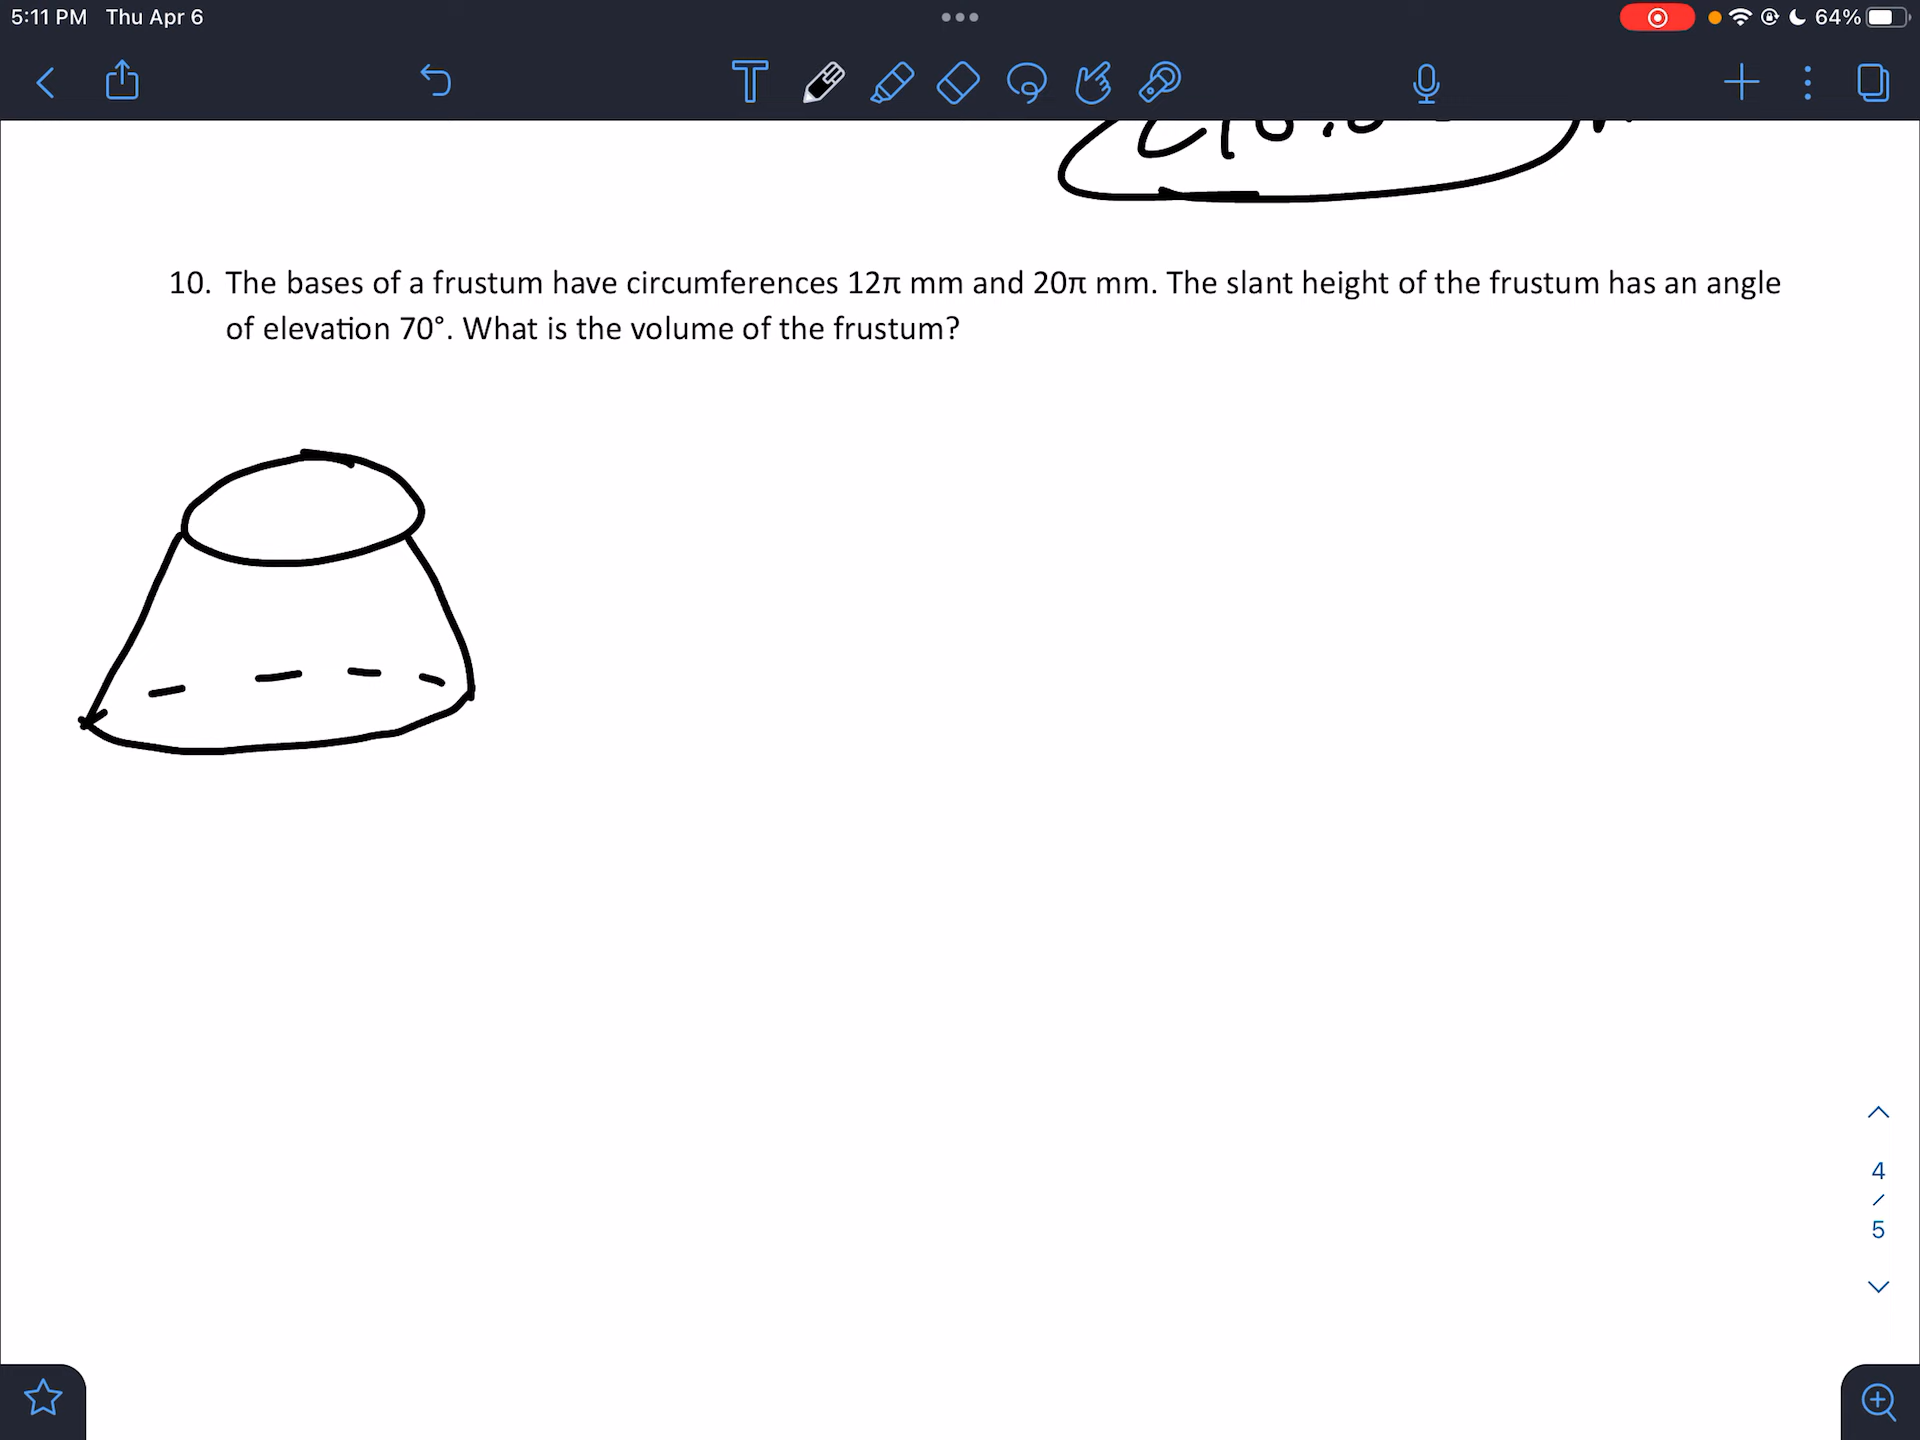 5:11 PM Thu Apr 6
64%
10. The bases of a frustum have circumferences 12π mm and 20π mm. The slant height of the frustum has an angle
of elevation 70°. What is the volume of the frustum?
4
/
5